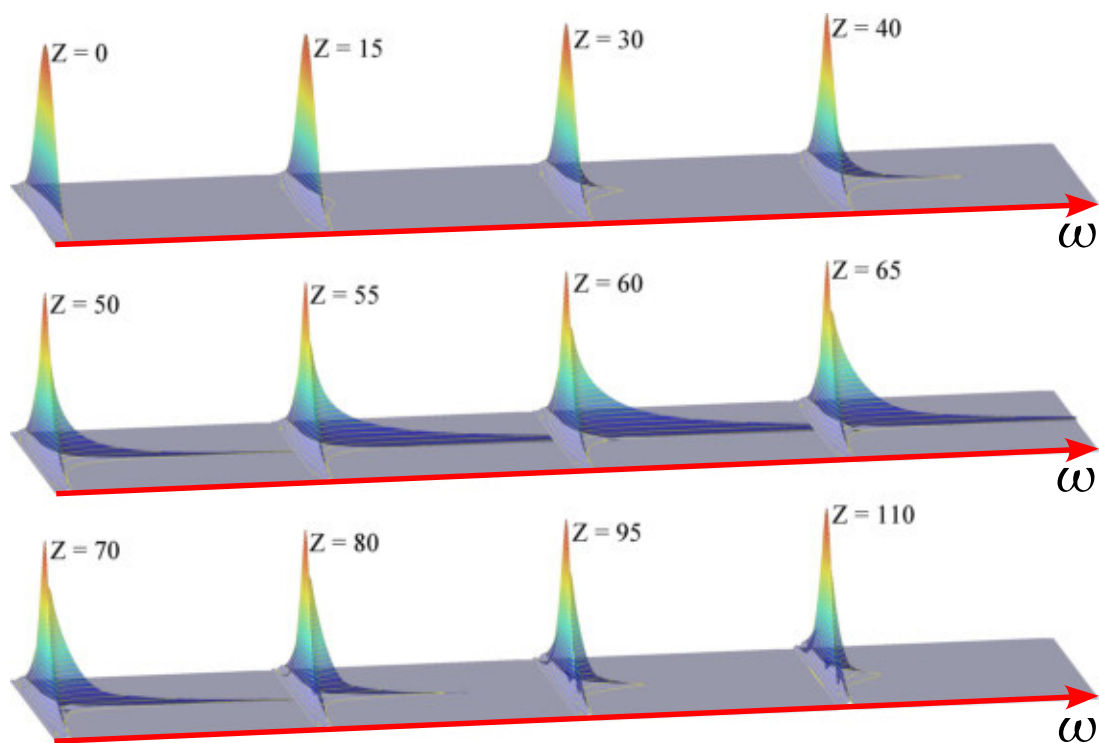 Z = 0
Z = 15
Z = 30
Z = 40
ω
Z = 50
Z = 55
Z = 60
Z = 65
ω
Z = 70
Z = 80
Z = 95
Z = 110
ω